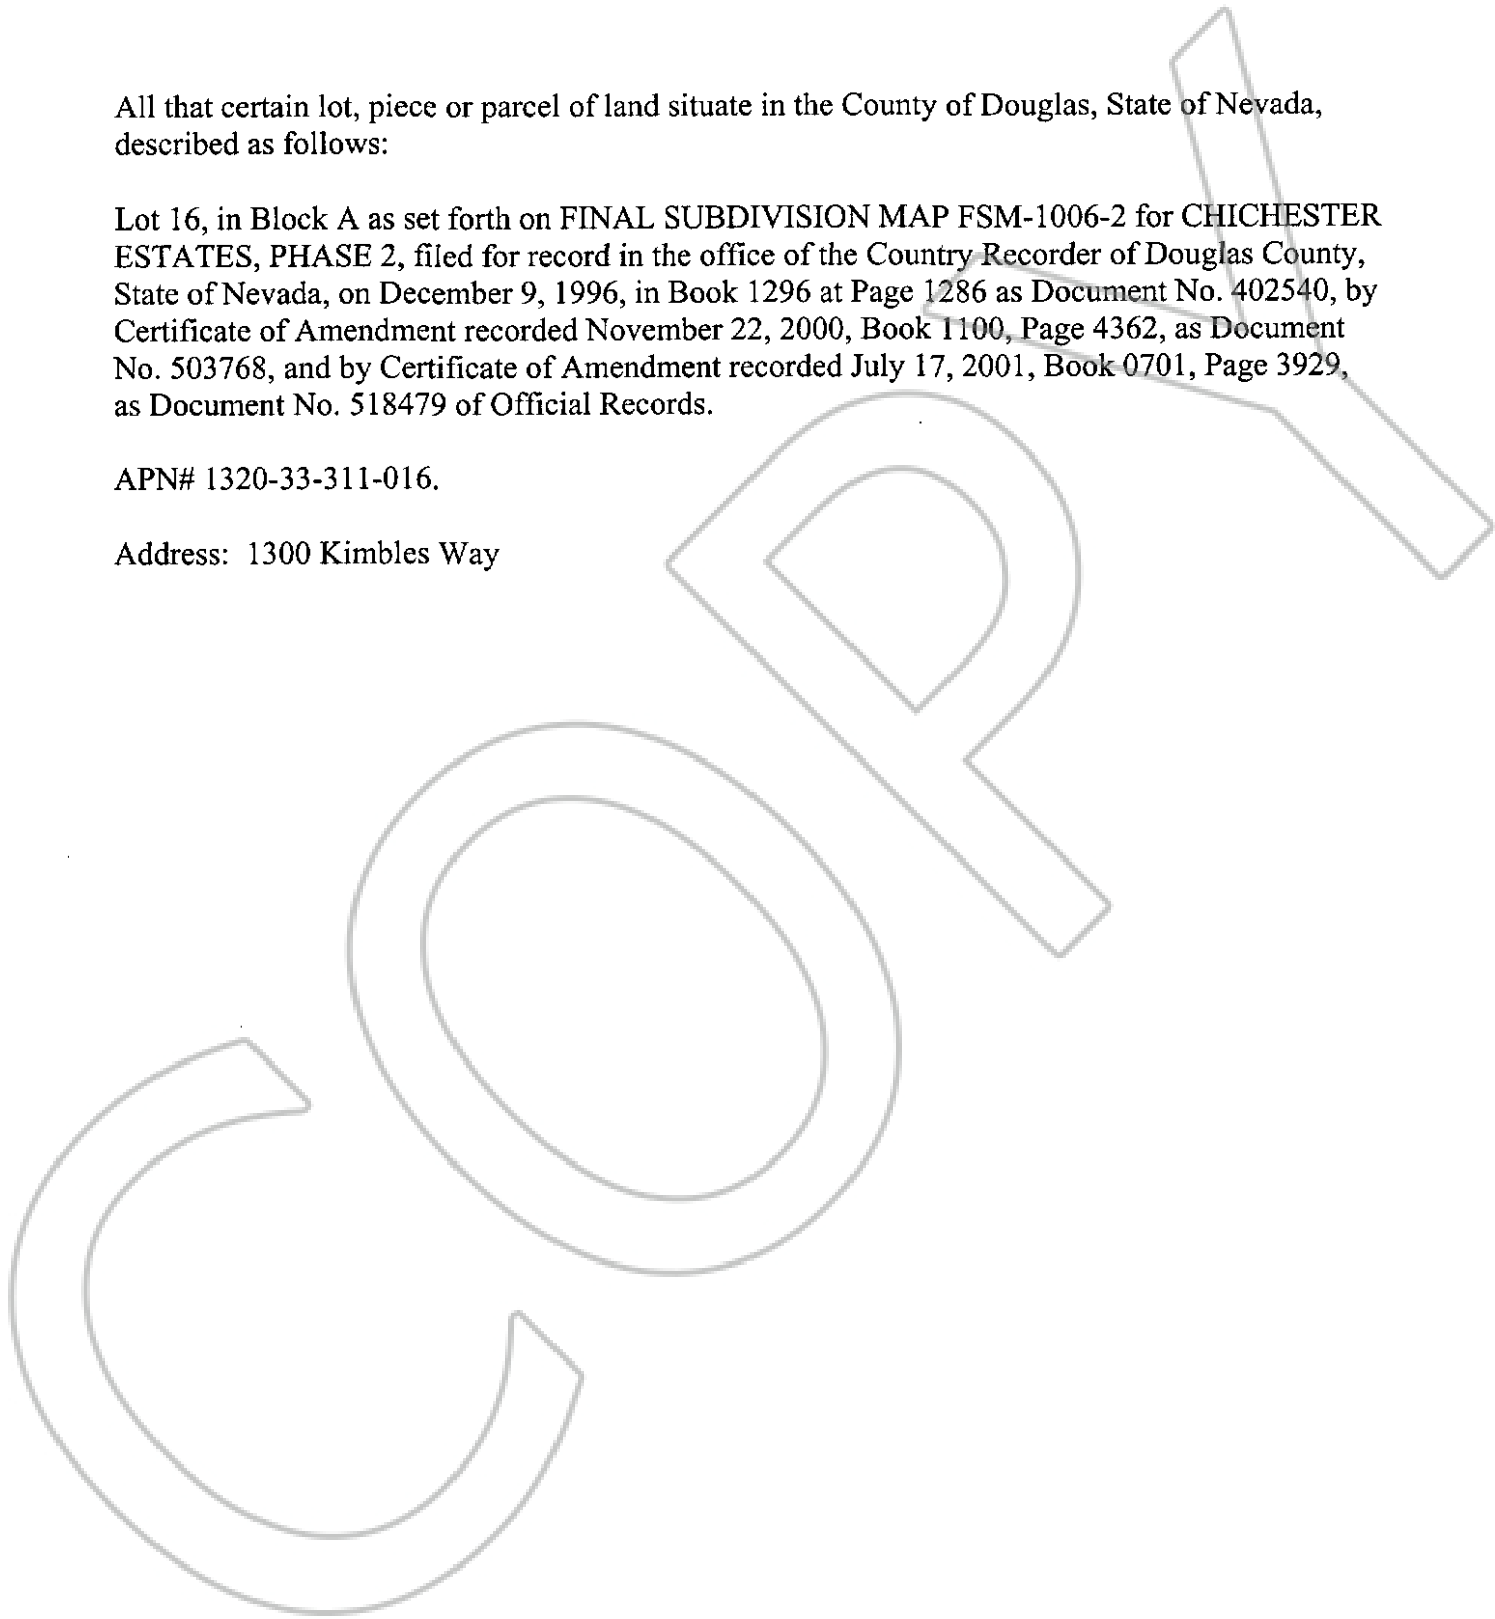 All that certain lot, piece or parcel of land situate in the County of Douglas, State of Nevada,
described as follows:
Lot 16, in Block A as set forth on FINAL SUBDIVISION MAP FSM-1006-2 for CHICHESTER
ESTATES, PHASE 2, filed for record in the office of the Country Recorder of Douglas County,
State of Nevada, on December 9, 1996, in Book 1296 at Page 1286 as Document No. 402540, by
Certificate of Amendment recorded November 22, 2000, Book 1100, Page 4362, as Document
No. 503768, and by Certificate of Amendment recorded July 17, 2001, Book 0701, Page 3929,
as Document No. 518479 of Official Records.
APN# 1320-33-311-016.
Address:  1300 Kimbles Way
COPY